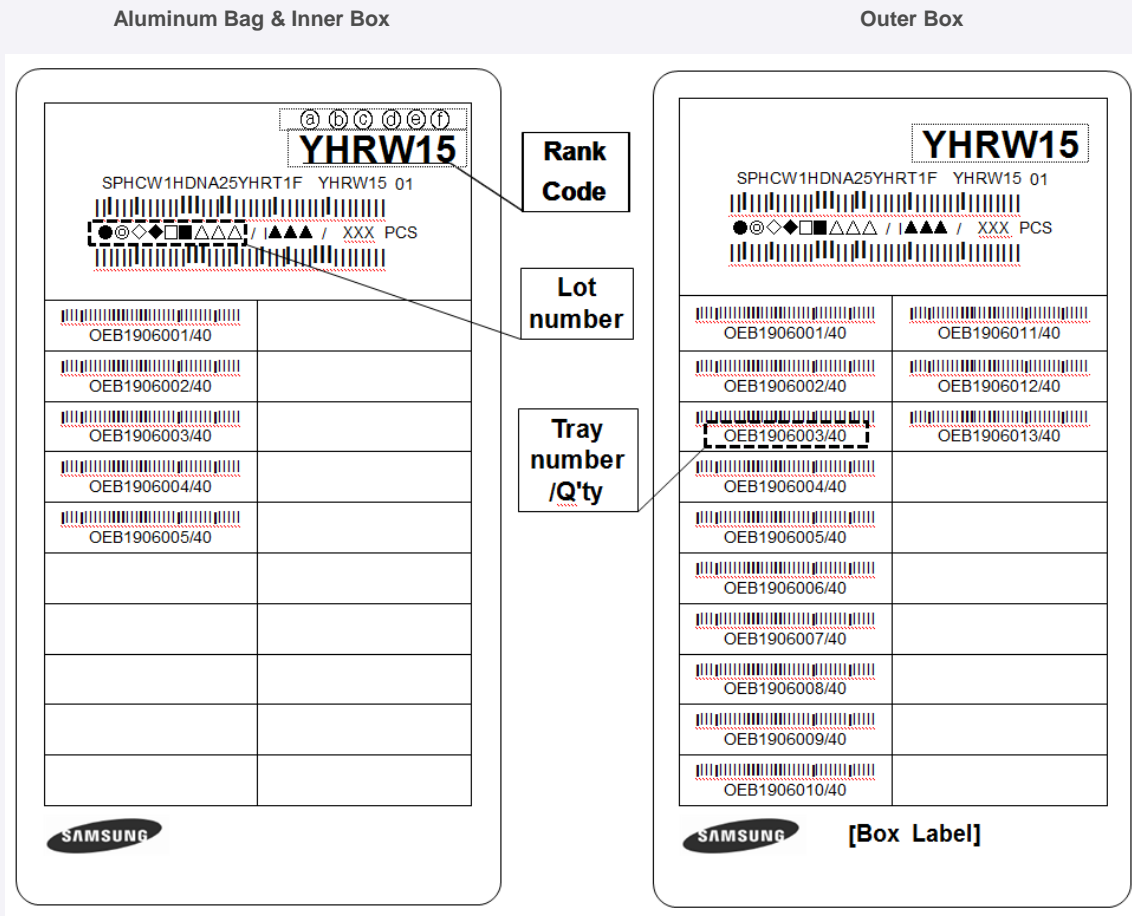 Aluminum Bag & Inner Box
Outer Box
ⓐ ⓑ ⓒ ⓓ ⓔ ⓕ
YHRW15
SPHCW1HDNA25YHRT1F YHRW15 01
●◎◇◆□■△△△ / I▲▲▲ / XXX PCS
OEB1906001/40
OEB1906002/40
OEB1906003/40
OEB1906004/40
OEB1906005/40
SAMSUNG
Rank
Code
Lot
number
Tray
number
/Q'ty
YHRW15
SPHCW1HDNA25YHRT1F YHRW15 01
●◎◇◆□■△△△ / I▲▲▲ / XXX PCS
OEB1906001/40
OEB1906011/40
OEB1906002/40
OEB1906012/40
OEB1906003/40
OEB1906013/40
OEB1906004/40
OEB1906005/40
OEB1906006/40
OEB1906007/40
OEB1906008/40
OEB1906009/40
OEB1906010/40
SAMSUNG
[Box Label]